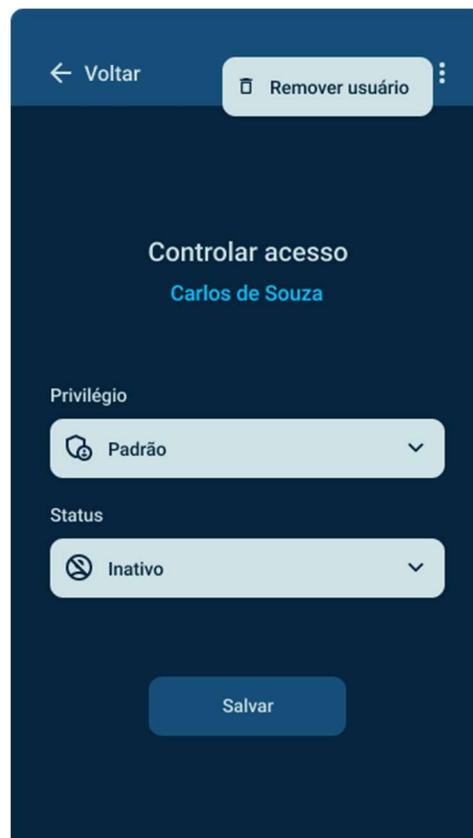 Voltar
Remover usuário
Controlar acesso
Carlos de Souza
Privilégio
Padrão
Status
Inativo
Salvar